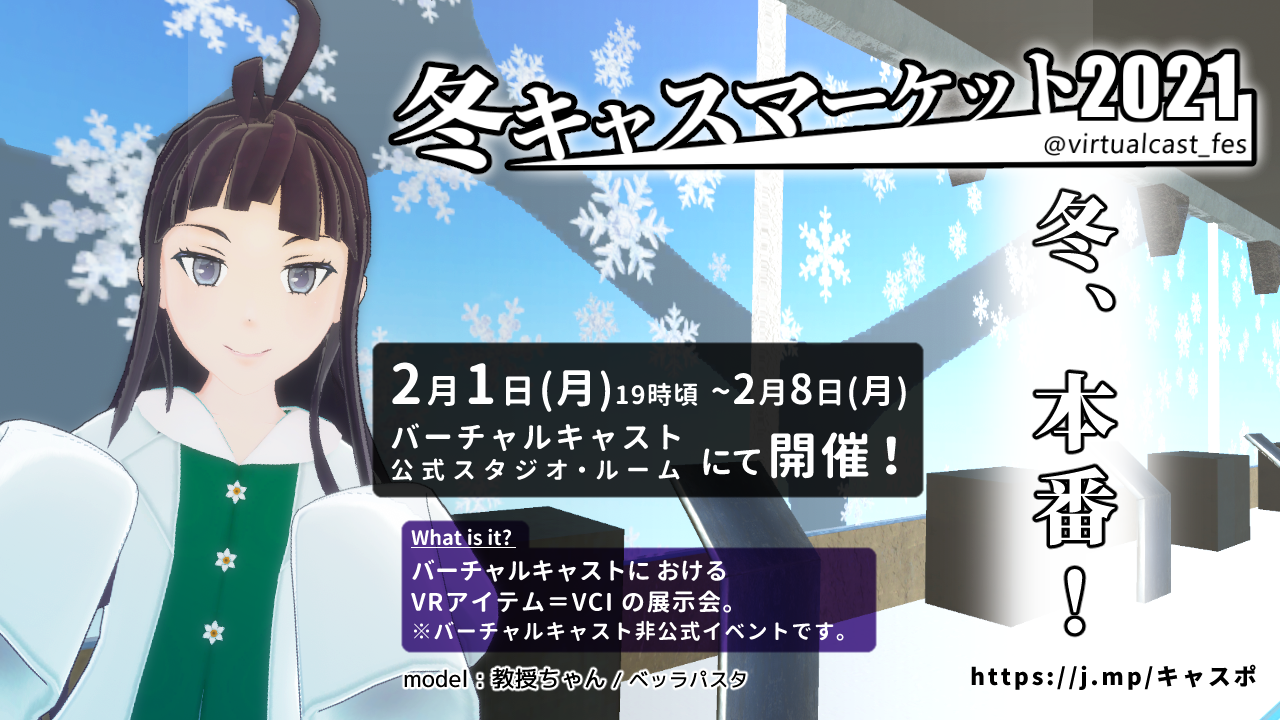 冬キャスマーケット2021
@virtualcast_fes
冬、本番！
2月1日(月)19時頃 ~2月8日(月)
バーチャルキャスト
公式スタジオ・ルーム にて開催！
What is it?
バーチャルキャストに おける
VRアイテム＝VCI の展示会。
※バーチャルキャスト非公式イベントです。
model：教授ちゃん / ベッラパスタ
https://j.mp/キャスポ